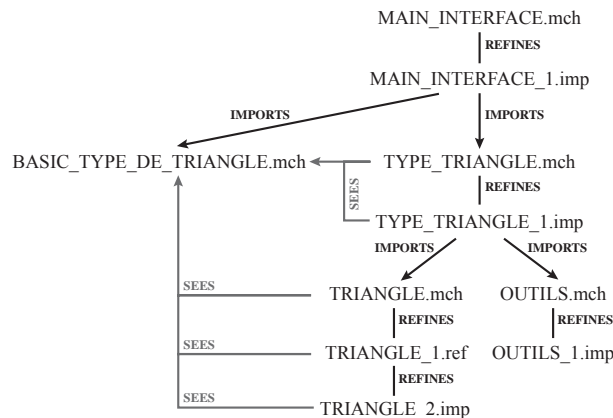 MAIN_INTERFACE.mch
REFINES
MAIN_INTERFACE_1.imp
IMPORTS
IMPORTS
BASIC_TYPE_DE_TRIANGLE.mch
TYPE_TRIANGLE.mch
SEES
REFINES
TYPE_TRIANGLE_1.imp
IMPORTS
IMPORTS
SEES
TRIANGLE.mch
OUTILS.mch
REFINES
REFINES
SEES
TRIANGLE_1.ref
OUTILS_1.imp
REFINES
SEES
TRIANGLE_2.imp